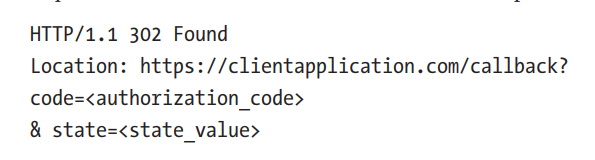 HTTP/1.1 302 Found
Location: https://clientapplication.com/callback?
code=<authorization_code>
& state=<state_value>